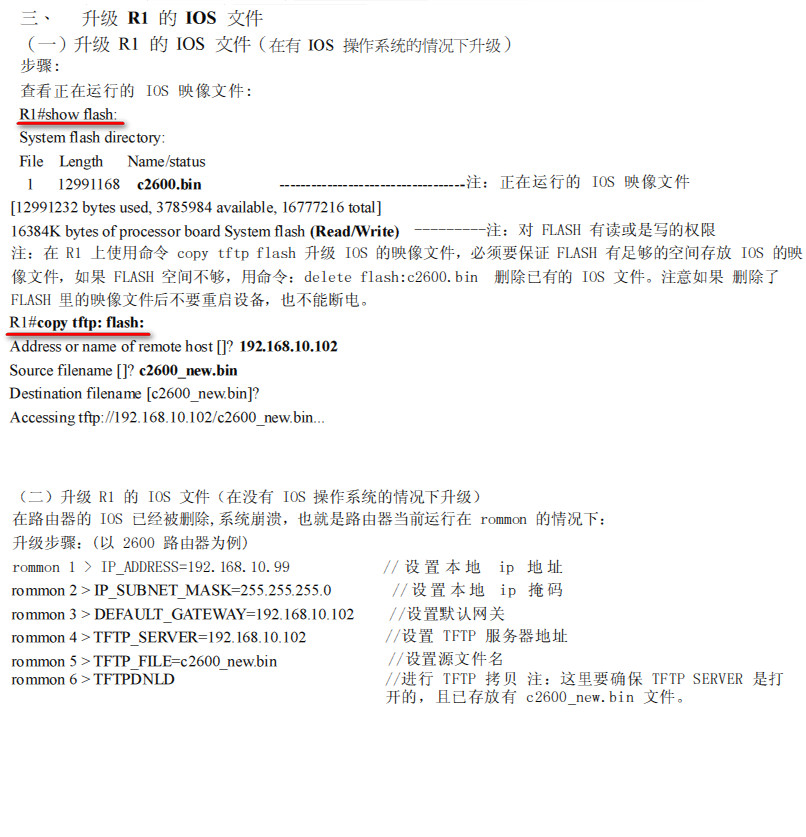 三、 升级 R1 的 IOS 文件
（一）升级 R1 的 IOS 文件（在有 IOS 操作系统的情况下升级）
步骤:
查看正在运行的 IOS 映像文件:
R1#show flash:
System flash directory:
File Length Name/status
1 12991168 c2600.bin -----------------------------------注: 正在运行的 IOS 映像文件
[12991232 bytes used, 3785984 available, 16777216 total]
16384K bytes of processor board System flash (Read/Write) ---------注: 对 FLASH 有读或是写的权限
注: 在 R1 上使用命令 copy tftp flash 升级 IOS 的映像文件, 必须要保证 FLASH 有足够的空间存放 IOS 的映
像文件, 如果 FLASH 空间不够, 用命令: delete flash:c2600.bin 删除已有的 IOS 文件。注意如果 删除了
FLASH 里的映像文件后不要重启设备, 也不能断电。
R1#copy tftp: flash:
Address or name of remote host []? 192.168.10.102
Source filename []? c2600_new.bin
Destination filename [c2600_new.bin]?
Accessing tftp://192.168.10.102/c2600_new.bin...
（二）升级 R1 的 IOS 文件（在没有 IOS 操作系统的情况下升级）
在路由器的 IOS 已经被删除,系统崩溃, 也就是路由器当前运行在 rommon 的情况下:
升级步骤: (以 2600 路由器为例)
rommon 1 > IP_ADDRESS=192.168.10.99 //设置本地 ip 地址
rommon 2 > IP_SUBNET_MASK=255.255.255.0 //设置本地 ip 掩码
rommon 3 > DEFAULT_GATEWAY=192.168.10.102 //设置默认网关
rommon 4 > TFTP_SERVER=192.168.10.102 //设置 TFTP 服务器地址
rommon 5 > TFTP_FILE=c2600_new.bin //设置源文件名
rommon 6 > TFTPDNLD //进行 TFTP 拷贝 注: 这里要确保 TFTP SERVER 是打
开的, 且已存放有 c2600_new.bin 文件。